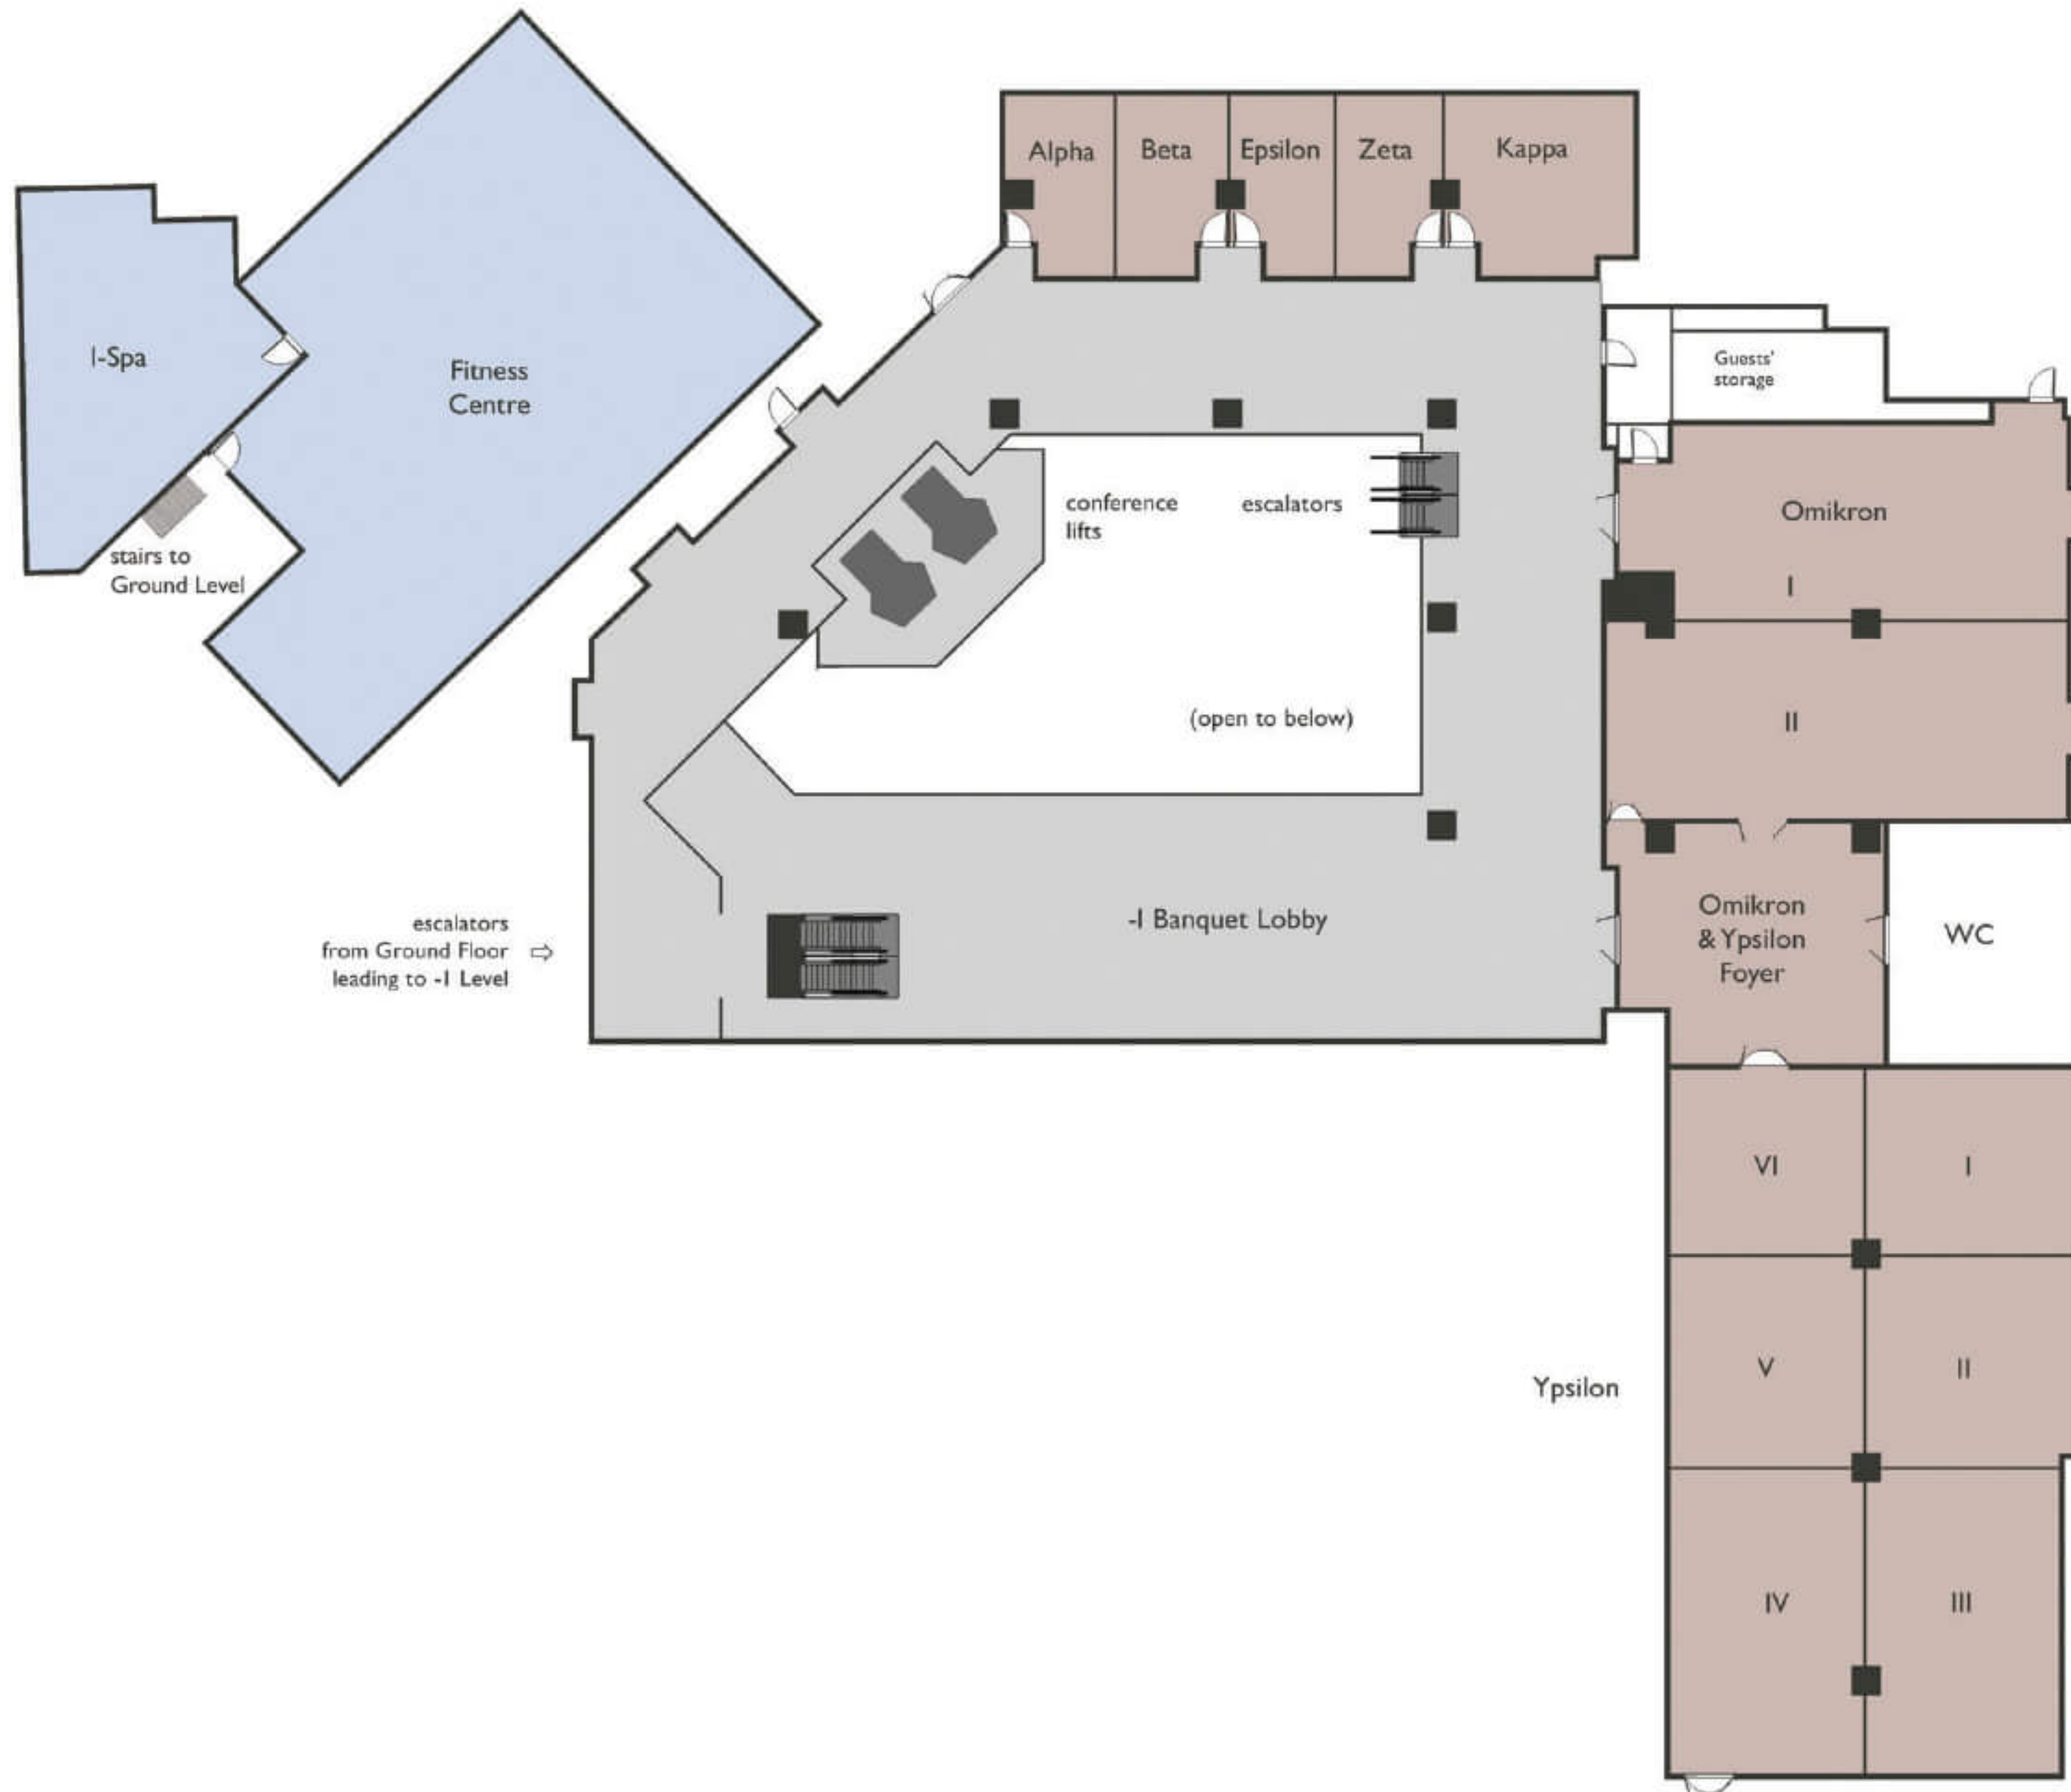 Alpha
Beta
Epsilon
Zeta
Kappa
I-Spa
Fitness
Centre
Guests'
storage
conference
lifts
escalators
Omikron
I
stairs to
Ground Level
(open to below)
II
escalators
from Ground Floor
leading to -1 Level
-1 Banquet Lobby
Omikron
& Ypsilon
Foyer
WC
VI
I
Ypsilon
V
II
IV
III